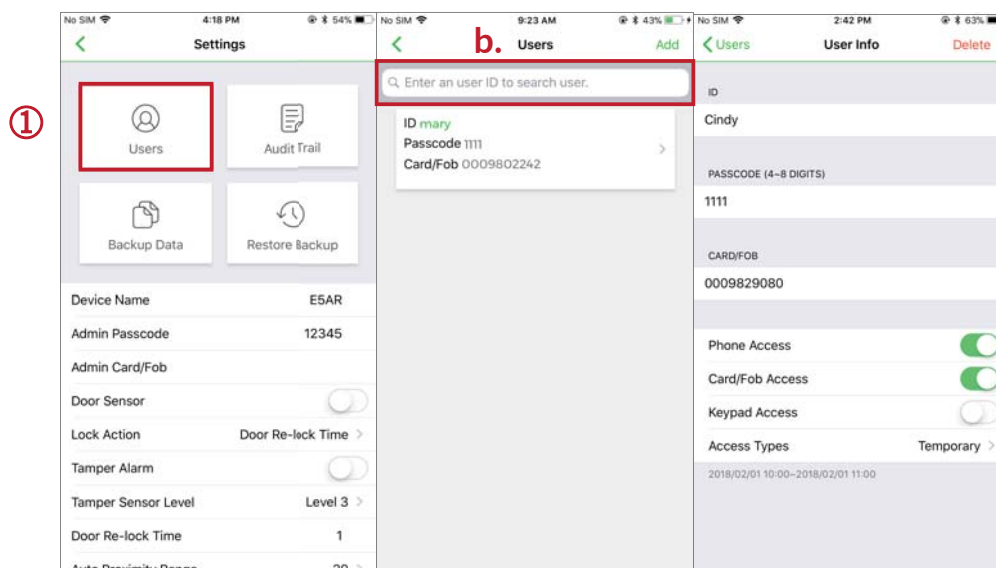 No SIM 4:18 PM 54%
Settings
①
Users
Audit Trail
Backup Data
Restore Backup
Device Name E5AR
Admin Passcode 12345
Admin Card/Fob
Door Sensor
Lock Action Door Re-lock Time
Tamper Alarm
Tamper Sensor Level Level 3
Door Re-lock Time 1
Auto Proximity Range 20
No SIM 9:23 AM 43%
b. Users Add
Enter an user ID to search user.
ID mary
Passcode 1111
Card/Fob 0009802242
No SIM 2:42 PM 63%
Users User Info Delete
ID
Cindy
PASSCODE (4~8 DIGITS)
1111
CARD/FOB
0009829080
Phone Access
Card/Fob Access
Keypad Access
Access Types Temporary
2018/02/01 10:00~2018/02/01 11:00